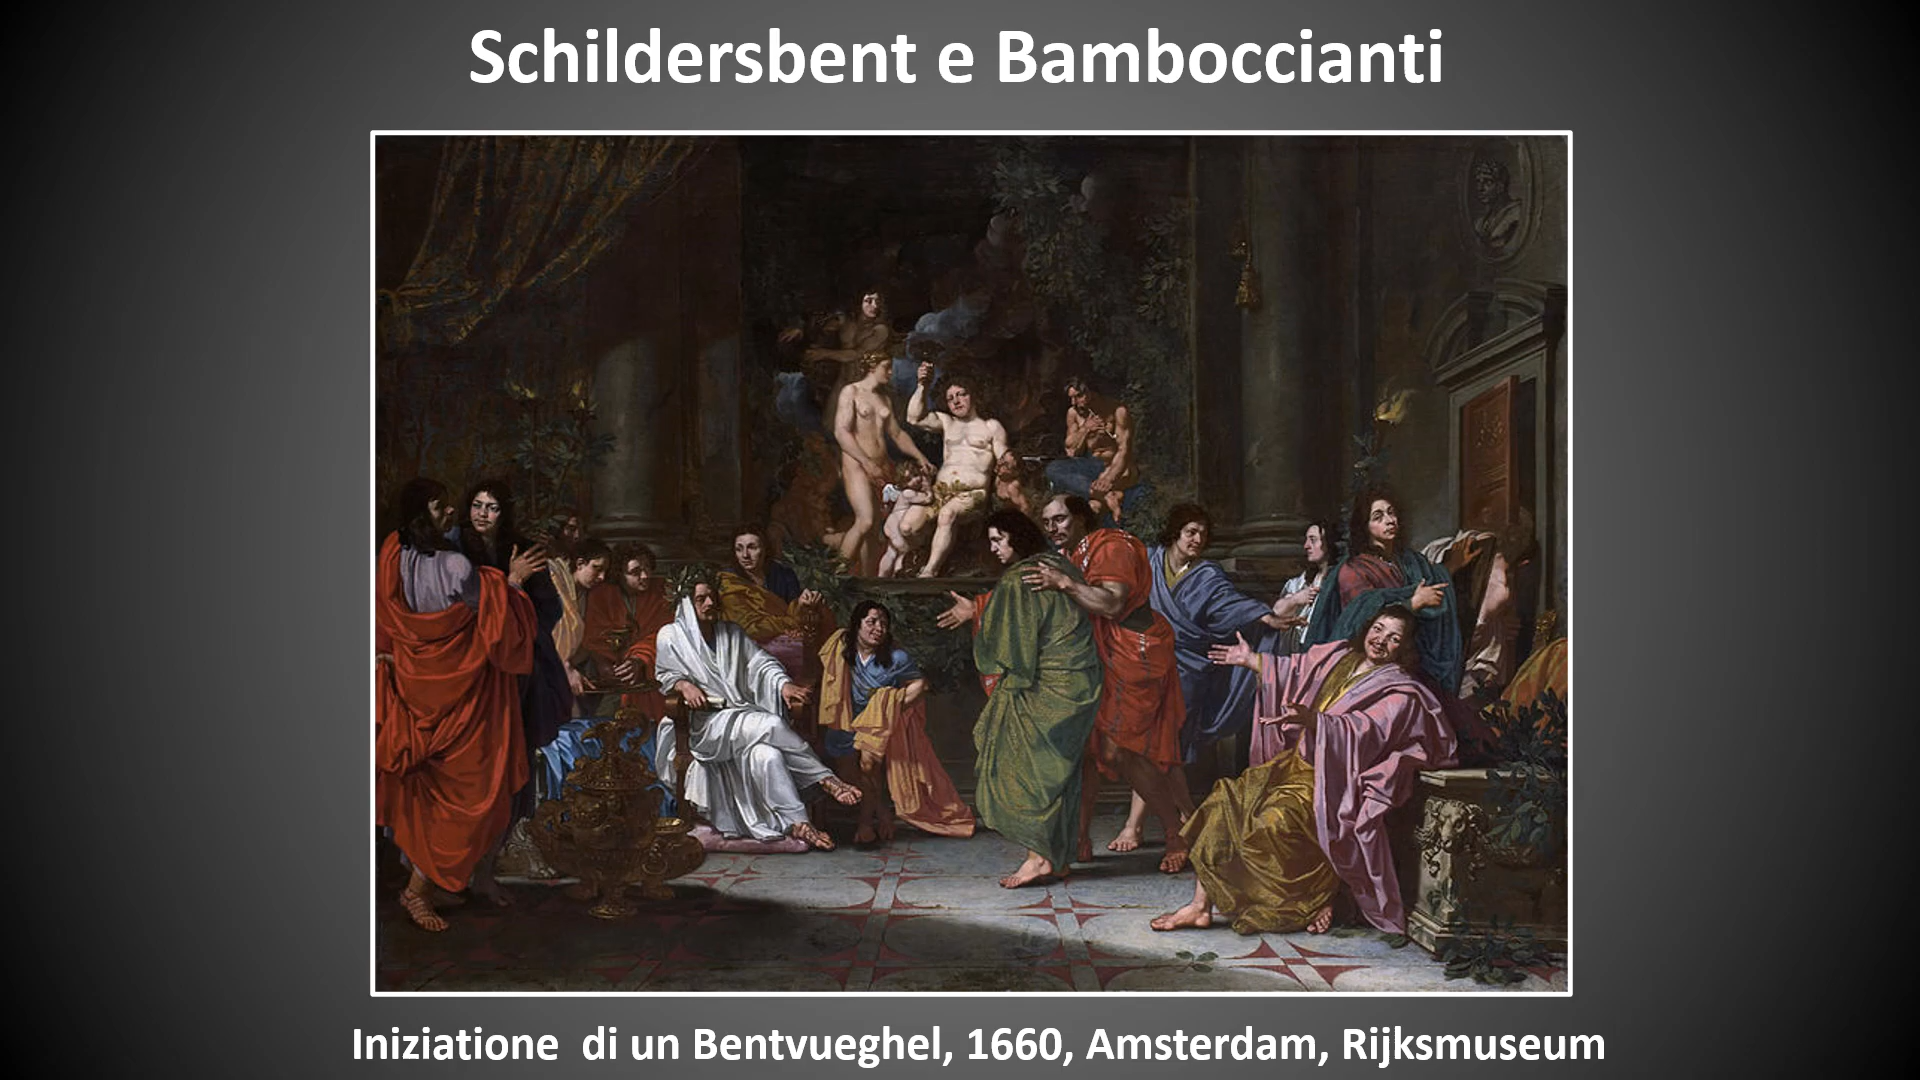 Schildersbent e Bamboccianti
Iniziatione di un Bentvueghel, 1660, Amsterdam, Rijksmuseum